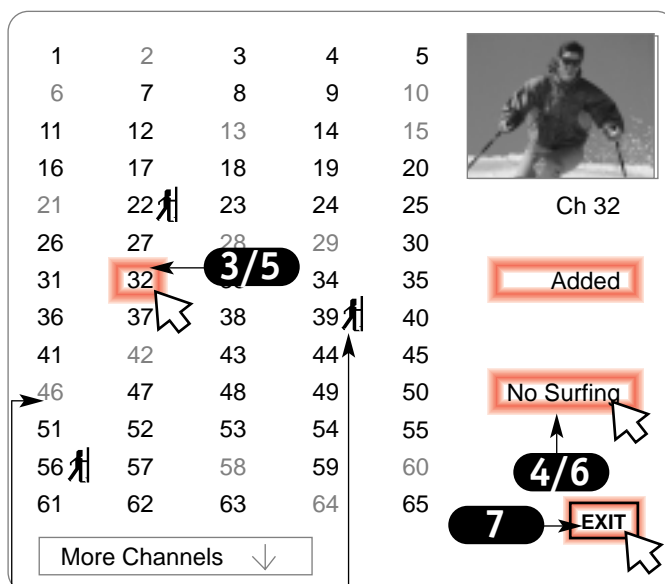 1 2 3 4 5
6 7 8 9 10
11 12 13 14 15
16 17 18 19 20
21 22 23 24 25
Ch 32
26 27 28 29 30
3/5
31 32 34 35
Added
36 37 38 39 40
41 42 43 44 45
46 47 48 49 50
No Surfing
51 52 53 54 55
56 57 58 59 60
4/6
61 62 63 64 65
7
EXIT
More Channels